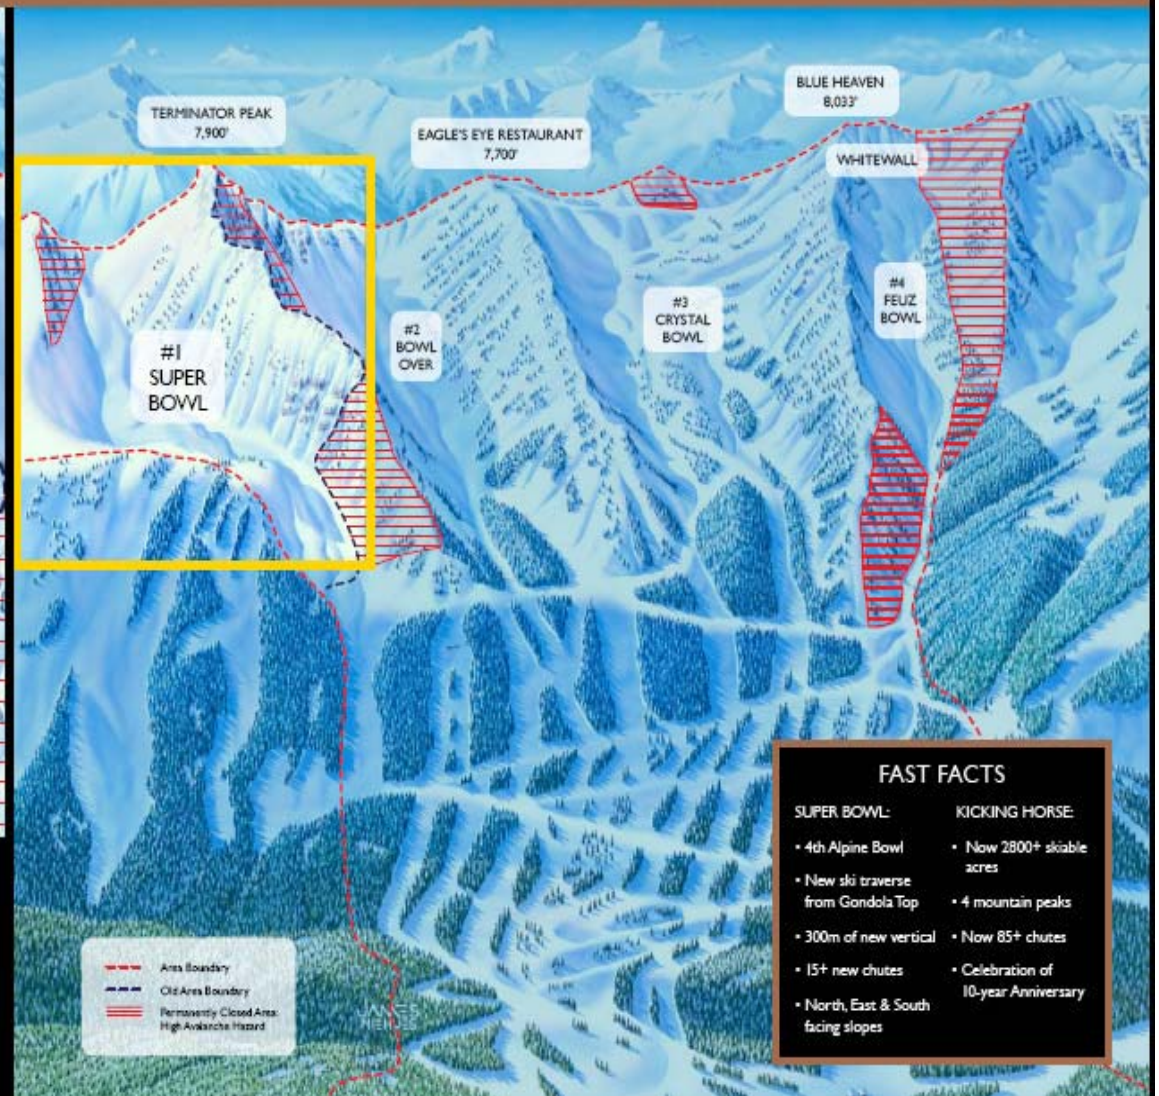 BLUE HEAVEN
8,033'
TERMINATOR PEAK
7,900'
EAGLE'S EYE RESTAURANT
7,700'
WHITEWALL
#1
SUPER
BOWL
#2
BOWL
OVER
#3
CRYSTAL
BOWL
#4
FEUZ
BOWL
FAST FACTS
SUPER BOWL:
• 4th Alpine Bowl
• New ski traverse
from Gondola Top
• 300m of new vertical
• 15+ new chutes
• North, East & South
facing slopes
KICKING HORSE:
• Now 2800+ skiable
acres
• 4 mountain peaks
• Now 85+ chutes
• Celebration of
10-year Anniversary
Area Boundary
Old Area Boundary
Permanently Closed Area:
High Avalanche Hazard